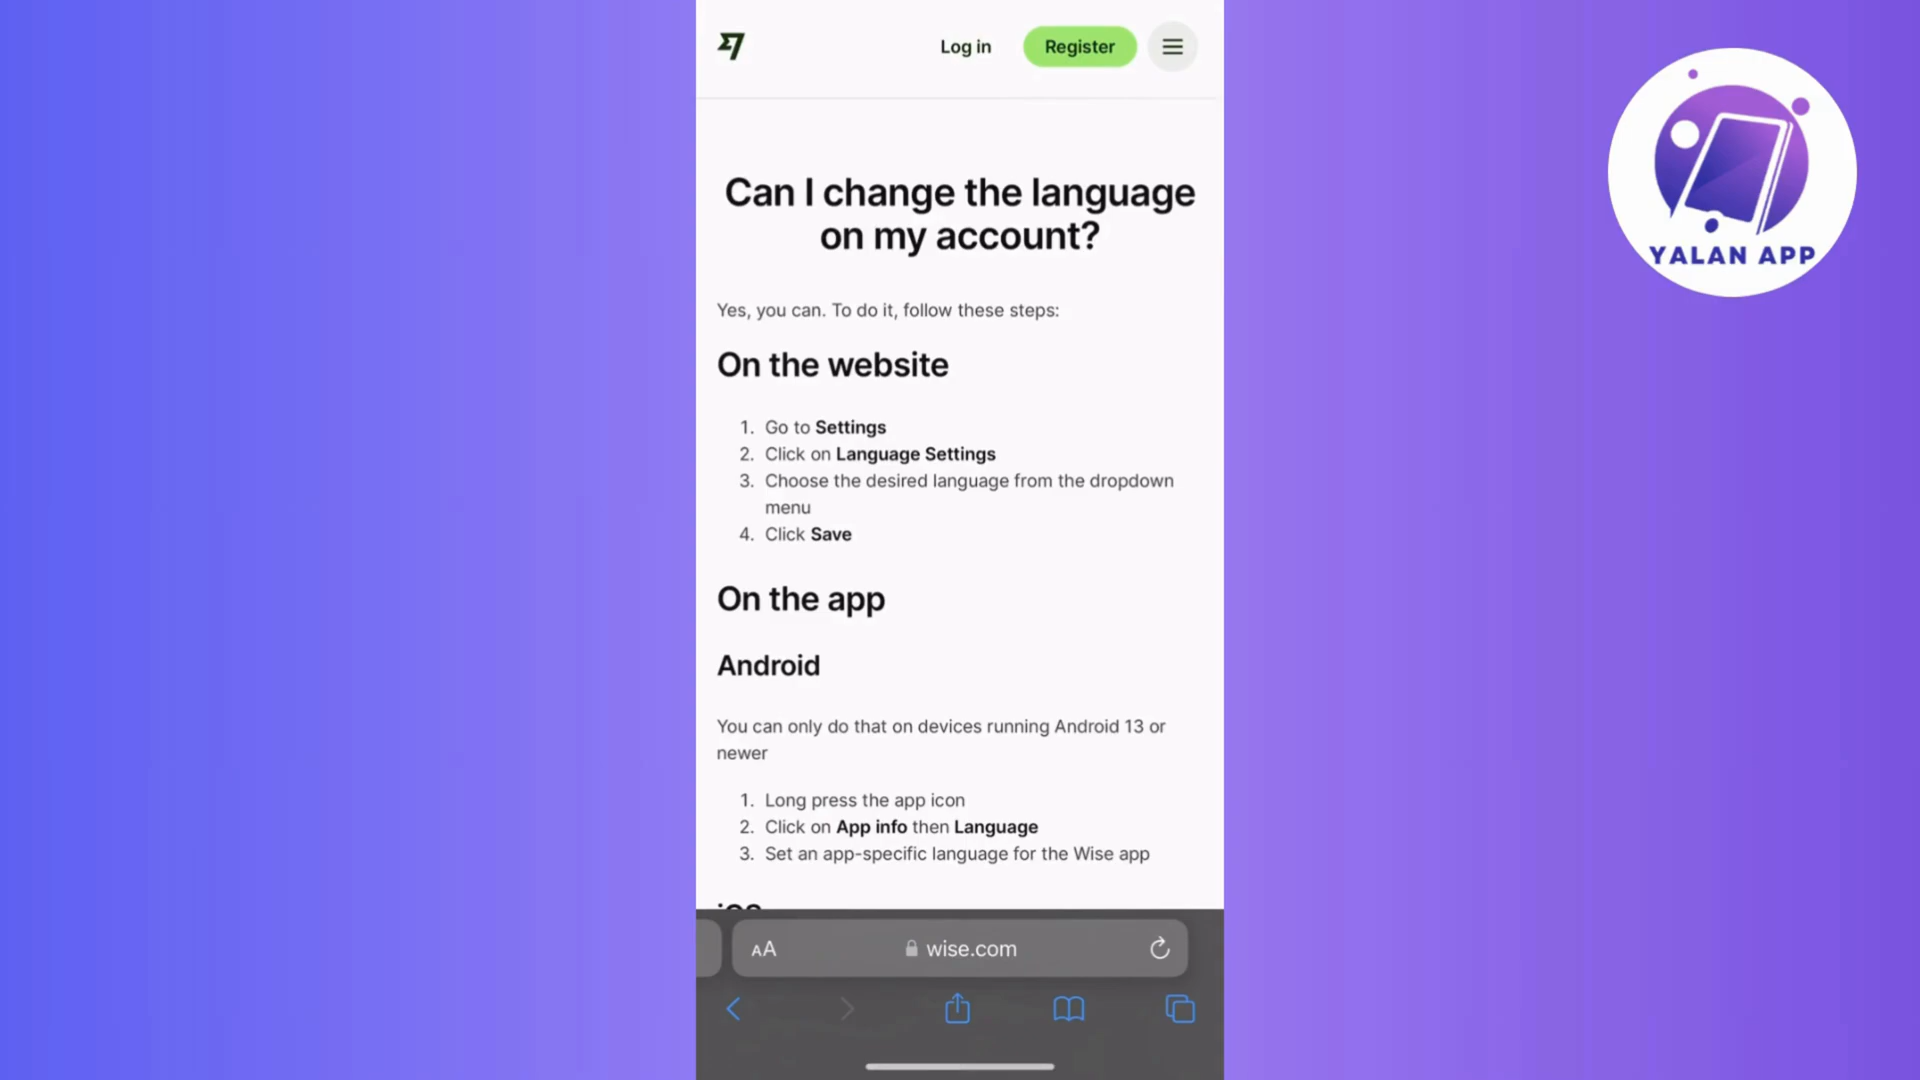 Log in
Register
YALAN APP
Can I change the language
on my account?
Yes, you can. To do it, follow these steps:
On the website
1. Go to Settings
2. Click on Language Settings
3. Choose the desired language from the dropdown
menu
4. Click Save
On the app
Android
You can only do that on devices running Android 13 or
newer
1. Long press the app icon
2. Click on App info then Language
3. Set an app-specific language for the Wise app
iOS
AA
wise.com